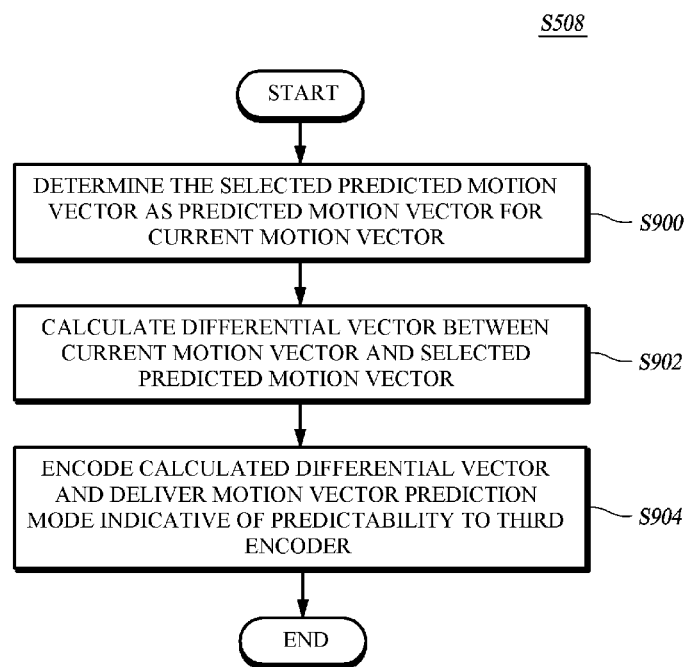 S508
START
DETERMINE THE SELECTED PREDICTED MOTION
VECTOR AS PREDICTED MOTION VECTOR FOR
CURRENT MOTION VECTOR
S900
CALCULATE DIFFERENTIAL VECTOR BETWEEN
CURRENT MOTION VECTOR AND SELECTED
PREDICTED MOTION VECTOR
S902
ENCODE CALCULATED DIFFERENTIAL VECTOR
AND DELIVER MOTION VECTOR PREDICTION
MODE INDICATIVE OF PREDICTABILITY TO THIRD
ENCODER
S904
END